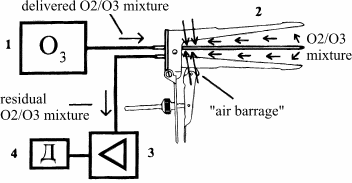 delivered O2/O3 mixture
2
1
O3
O2/O3
mixture
residual
O2/O3 mixture
"air barrage"
4
Д
3